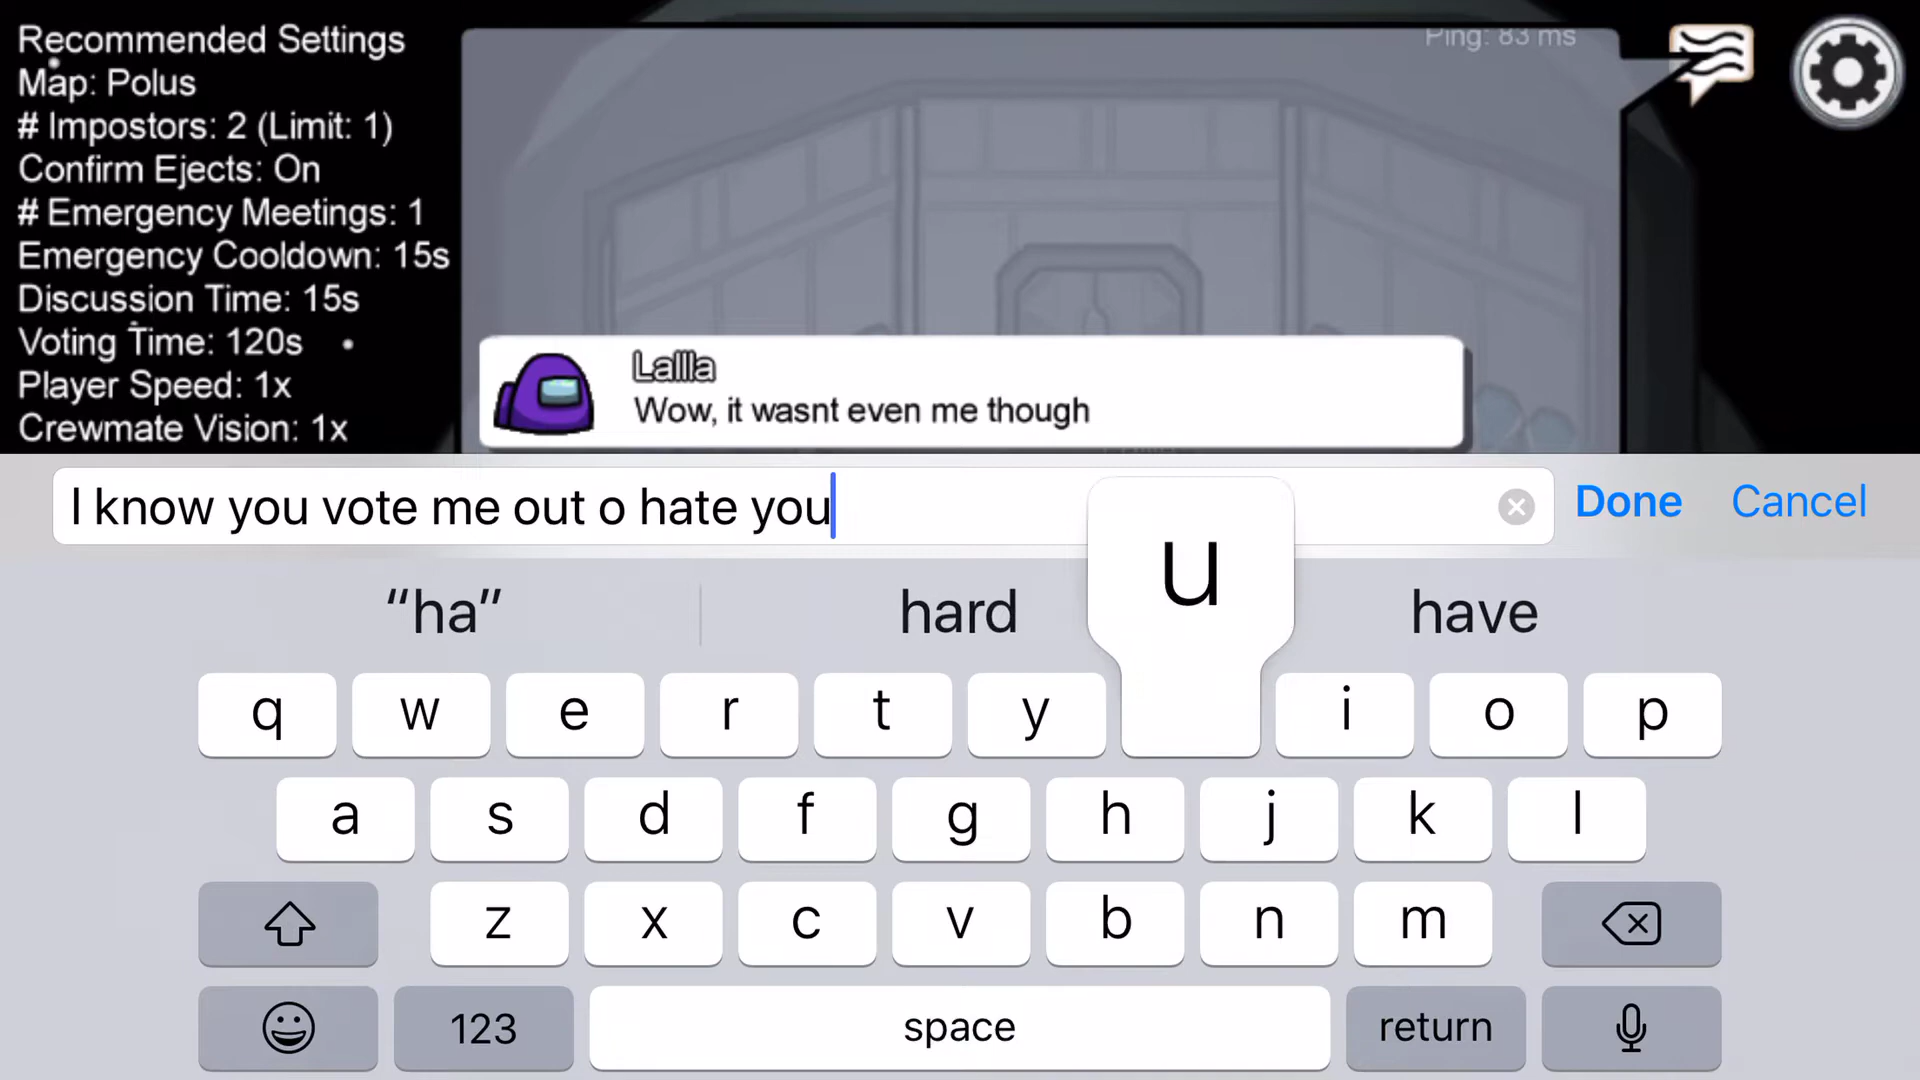 Recommended Settings
Map: Polus
# Impostors: 2 (Limit: 1)
Confirm Ejects: On
# Emergency Meetings: 1
Emergency Cooldown: 15s
Discussion Time: 15s
Voting Time: 120s
Player Speed: 1x
Crewmate Vision: 1x
Ping: 83 ms
Lallla
Wow, it wasnt even me though
I know you vote me out o hate you
Done
Cancel
“ha”
hard
have
u
q w e r t y i o p
a s d f g h j k l
z x c v b n m
123
space
return